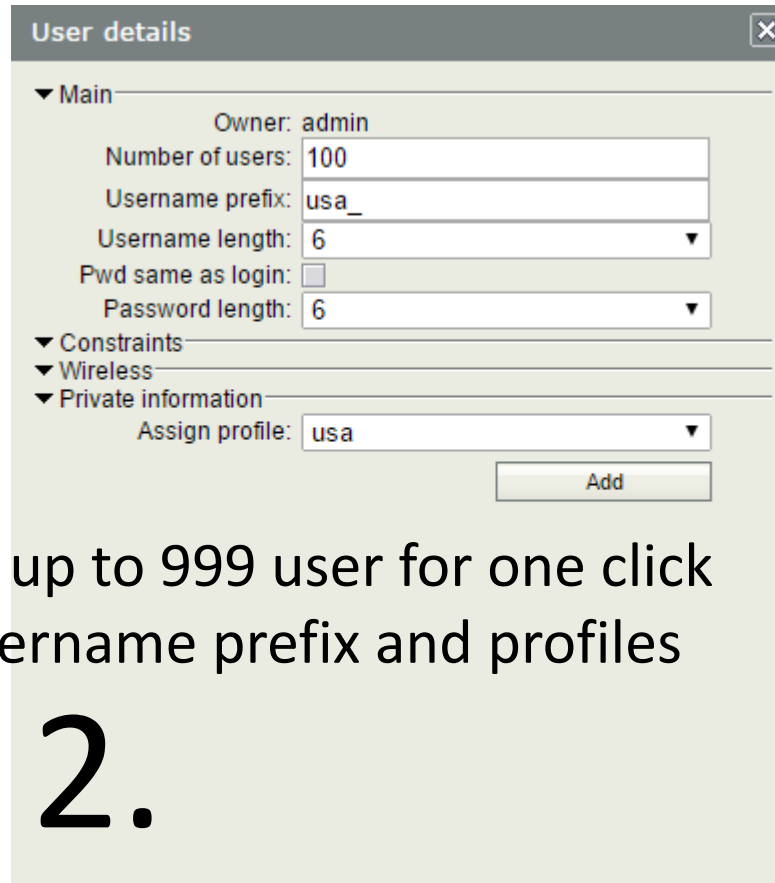 User details
Main
Owner: admin
Number of users: 100
Username prefix: usa_
Username length: 6
Pwd same as login:
Password length: 6
Constraints
Wireless
Private information
Assign profile: usa
Add
up to 999 user for one click
ername prefix and profiles
2.